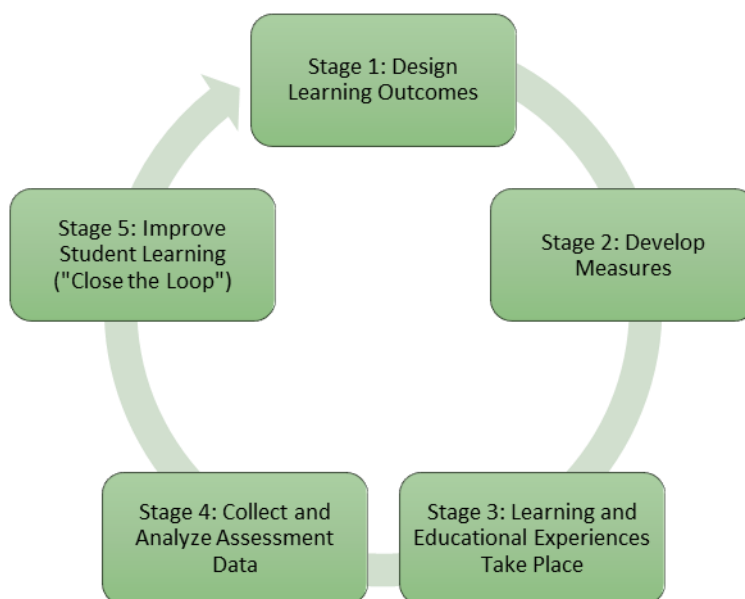 Stage 1: Design
Learning Outcomes
Stage 2: Develop
Measures
Stage 3: Learning and
Educational Experiences
Take Place
Stage 4: Collect and
Analyze Assessment
Data
Stage 5: Improve
Student Learning
("Close the Loop")